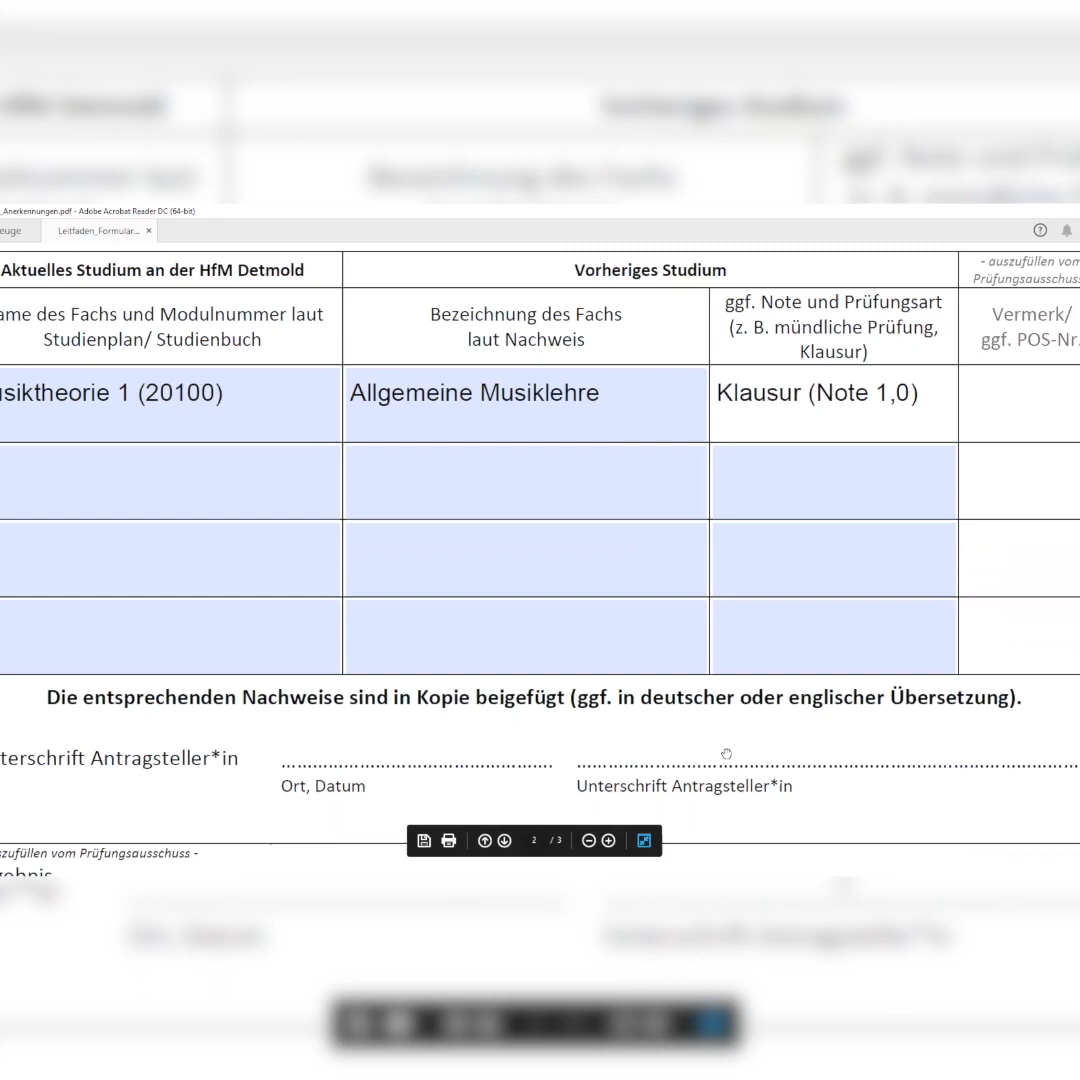 _Anerkennungen.pdf - Adobe Acrobat Reader DC (64-bit)
Leitfaden_Formular... ×
Aktuelles Studium an der HfM Detmold
Vorheriges Studium
- auszufüllen vom
Prüfungsausschuss
ame des Fachs und Modulnummer laut
Studienplan/ Studienbuch
Bezeichnung des Fachs
laut Nachweis
ggf. Note und Prüfungsart
(z. B. mündliche Prüfung,
Klausur)
Vermerk/
ggf. POS-Nr.
usiktheorie 1 (20100)
Allgemeine Musiklehre
Klausur (Note 1,0)
Die entsprechenden Nachweise sind in Kopie beigefügt (ggf. in deutscher oder englischer Übersetzung).
terschrift Antragsteller*in
Ort, Datum
Unterschrift Antragsteller*in
2 / 3
szufüllen vom Prüfungsausschuss -